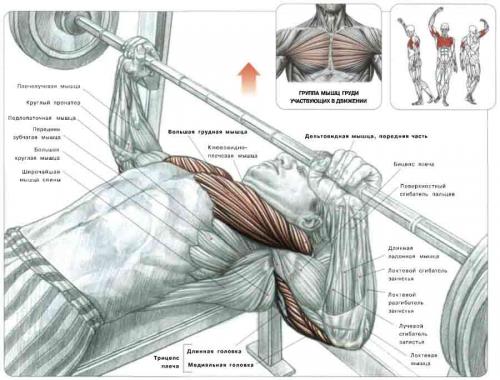 ГРУППА МЫШЦ ГРУДИ
УЧАСТВУЮЩИХ В ДВИЖЕНИИ
Плечелучевая мышца
Круглый пронатор
Подлопаточная мышца
Передняя
зубчатая мышца
Большая
круглая мышца
Широчайшая
мышца спины
Большая грудная мышца
Клювовидно-
плечевая мышца
Дельтовидная мышца, передняя часть
Бицепс плеча
Поверхностный
сгибатель пальцев
Длинная
ладонная мышца
Локтевой сгибатель
запястья
Локтевой
разгибатель
запястья
Лучевой
сгибатель
запястья
Локтевая
мышца
Трицепс
плеча
Длинная головка
Медиальная головка